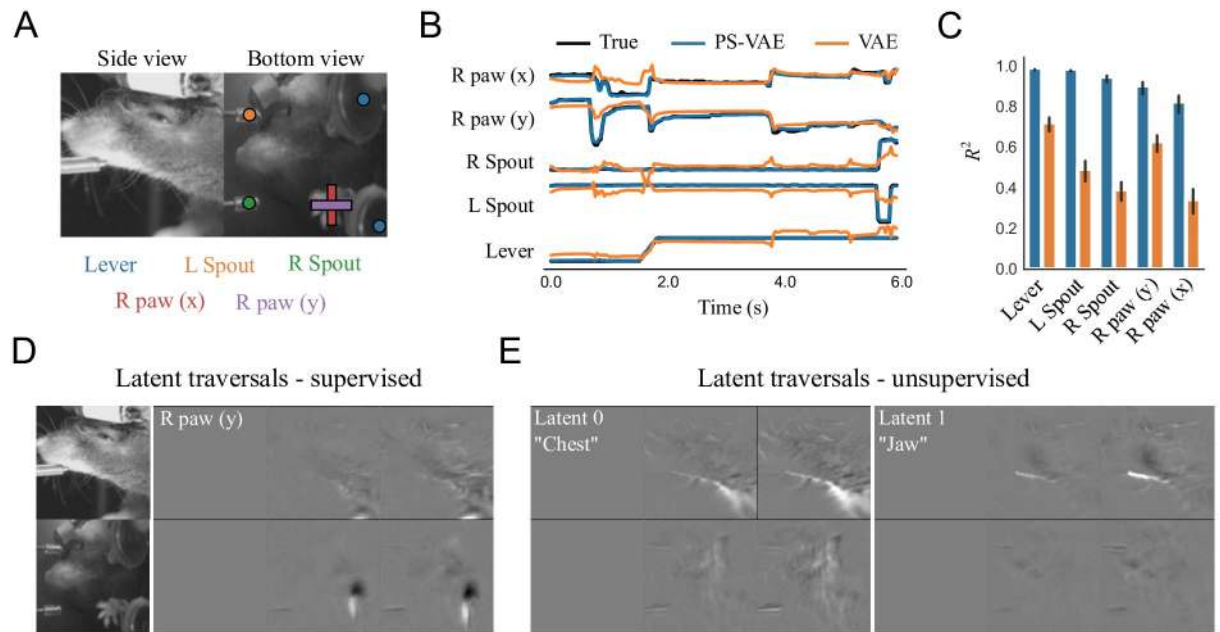 A
Side view
Bottom view
Lever
L Spout
R Spout
R paw (x)
R paw (y)
B
True
PS-VAE
VAE
R paw (x)
R paw (y)
R Spout
L Spout
Lever
0.0
2.0
4.0
6.0
Time (s)
C
R²
1.0
0.8
0.6
0.4
0.2
0.0
Lever
L Spout
R Spout
R paw (y)
R paw (x)
D
Latent traversals - supervised
R paw (y)
E
Latent traversals - unsupervised
Latent 0
"Chest"
Latent 1
"Jaw"